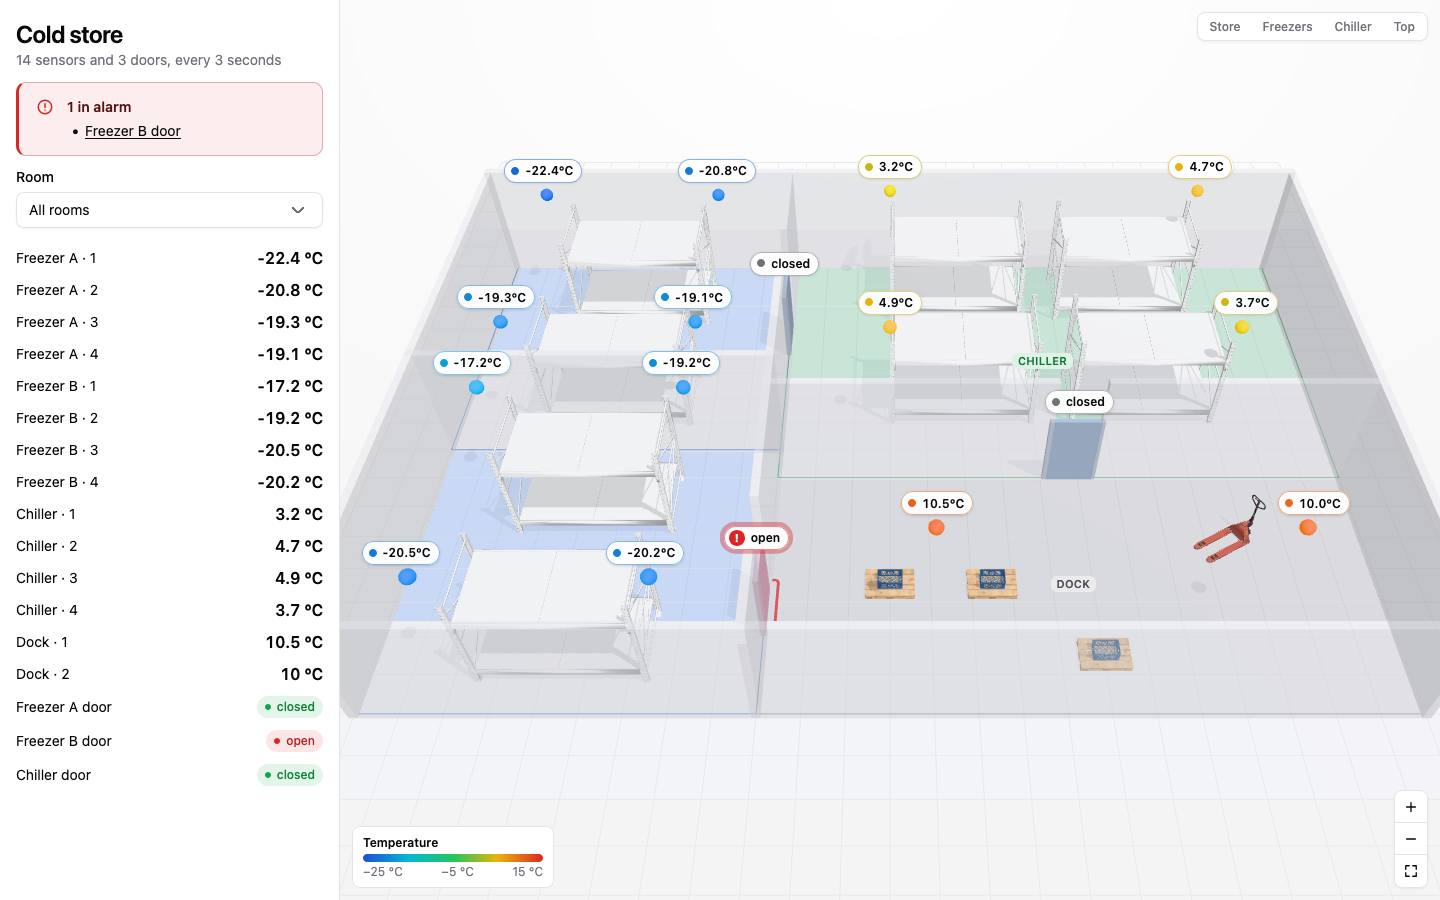 Cold store
14 sensors and 3 doors, every 3 seconds
1 in alarm
Freezer B door
Room
All rooms
Freezer A · 1 -22.4 °C
Freezer A · 2 -20.8 °C
Freezer A · 3 -19.3 °C
Freezer A · 4 -19.1 °C
Freezer B · 1 -17.2 °C
Freezer B · 2 -19.2 °C
Freezer B · 3 -20.5 °C
Freezer B · 4 -20.2 °C
Chiller · 1 3.2 °C
Chiller · 2 4.7 °C
Chiller · 3 4.9 °C
Chiller · 4 3.7 °C
Dock · 1 10.5 °C
Dock · 2 10 °C
Freezer A door closed
Freezer B door open
Chiller door closed
Store Freezers Chiller Top
-22.4°C -20.8°C 3.2°C 4.7°C
closed
-19.3°C -19.1°C 4.9°C 3.7°C
-17.2°C -19.2°C CHILLER
closed
10.5°C 10.0°C
open
-20.5°C -20.2°C
DOCK
Temperature
−25 °C −5 °C 15 °C